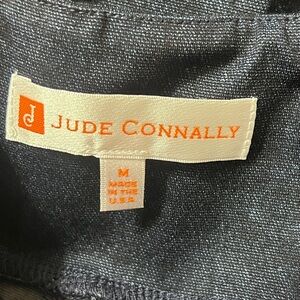 J
JUDE CONNALLY
M
MADE
IN THE
U.S.A